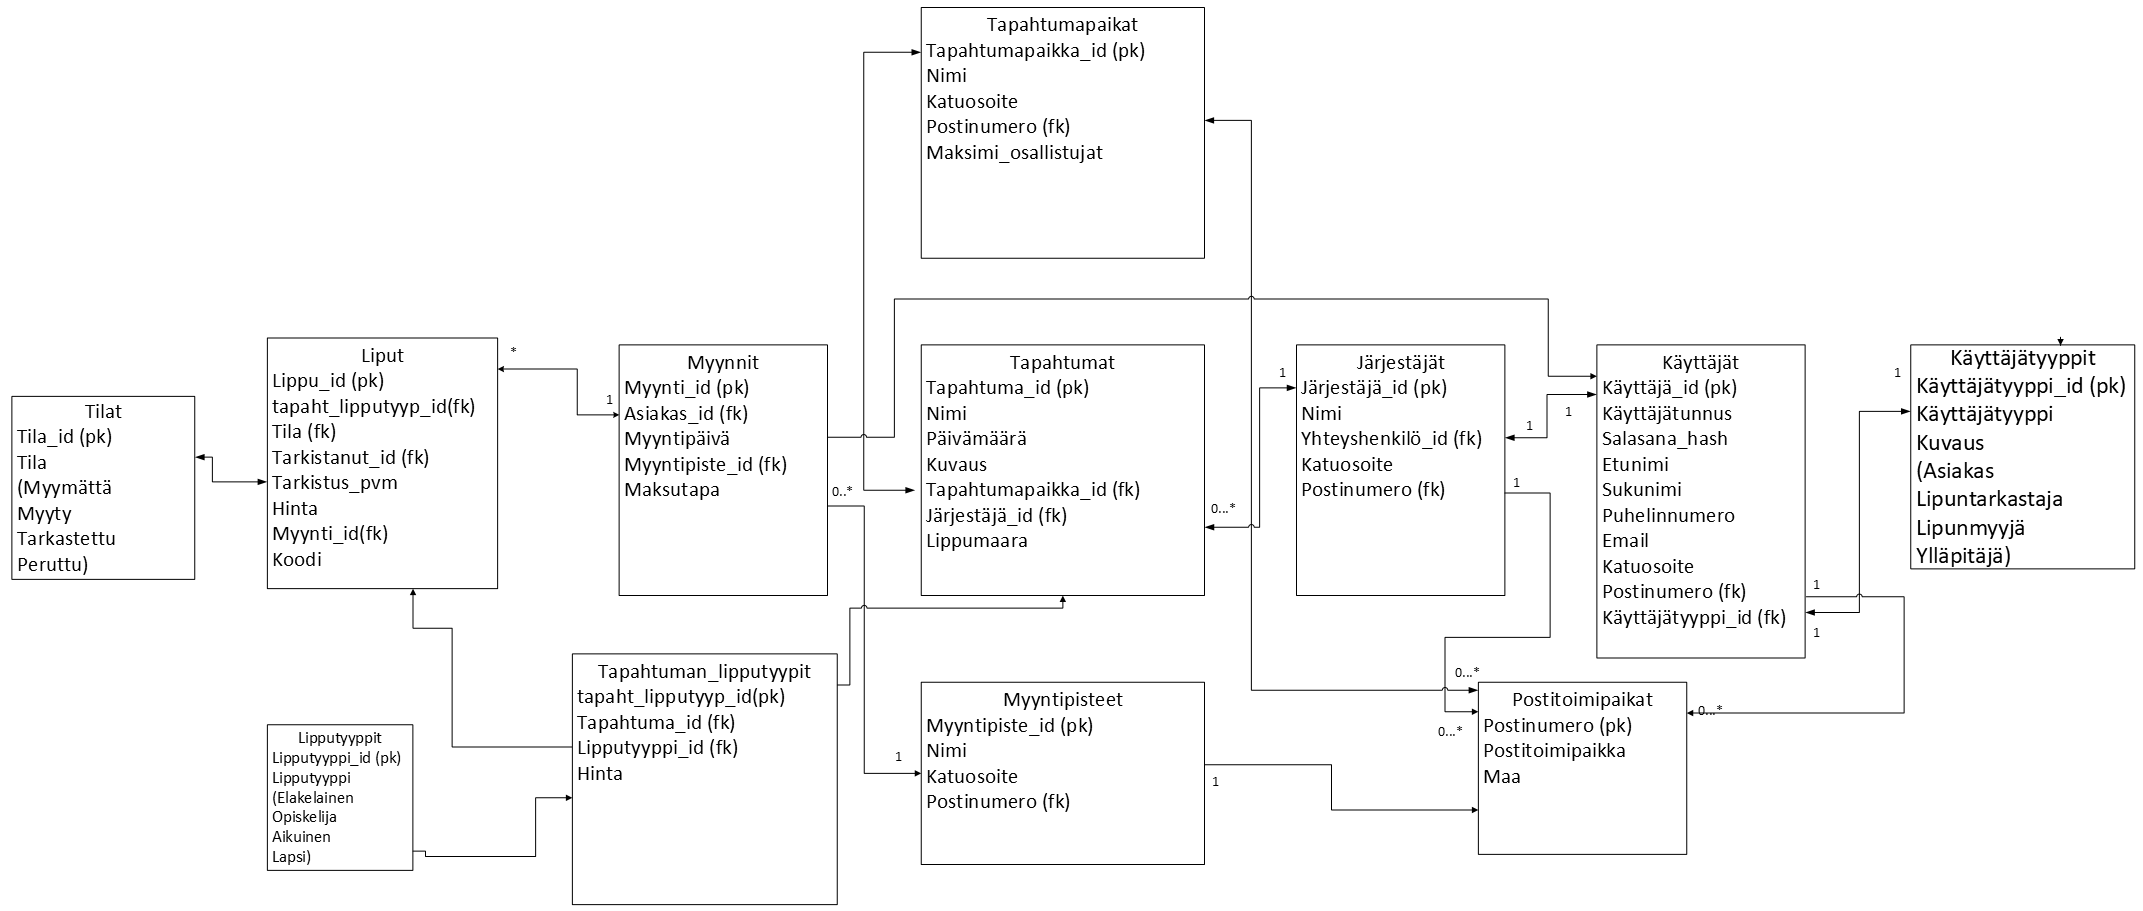 Tapahtumapaikat
Tapahtumapaikka_id (pk)
Nimi
Katuosoite
Postinumero (fk)
Maksimi_osallistujat
Tilat
Tila_id (pk)
Tila
(Myymättä
Myyty
Tarkastettu
Peruttu)
Liput
Lippu_id (pk)
tapaht_lipputyyp_id(fk)
Tila (fk)
Tarkistanut_id (fk)
Tarkistus_pvm
Hinta
Myynti_id(fk)
Koodi
*
1
Myynnit
Myynti_id (pk)
Asiakas_id (fk)
Myyntipäivä
Myyntipiste_id (fk)
Maksutapa
0..*
Tapahtumat
Tapahtuma_id (pk)
Nimi
Päivämäärä
Kuvaus
Tapahtumapaikka_id (fk)
Järjestäjä_id (fk)
Lippumaara
0...*
1
Järjestäjät
Järjestäjä_id (pk)
Nimi
Yhteyshenkilö_id (fk)
Katuosoite
Postinumero (fk)
1
1
1
Käyttäjät
Käyttäjä_id (pk)
Käyttäjätunnus
Salasana_hash
Etunimi
Sukunimi
Puhelinnumero
Email
Katuosoite
Postinumero (fk)
Käyttäjätyyppi_id (fk)
1
1
1
Käyttäjätyyppit
Käyttäjätyyppi_id (pk)
Käyttäjätyyppi
Kuvaus
(Asiakas
Lipuntarkastaja
Lipunmyyjä
Ylläpitäjä)
Lipputyyppit
Lipputyyppi_id (pk)
Lipputyyppi
(Elakelainen
Opiskelija
Aikuinen
Lapsi)
Tapahtuman_lipputyypit
tapaht_lipputyyp_id(pk)
Tapahtuma_id (fk)
Lipputyyppi_id (fk)
Hinta
1
Myyntipisteet
Myyntipiste_id (pk)
Nimi
Katuosoite
Postinumero (fk)
1
0...*
0...*
0...*
Postitoimipaikat
Postinumero (pk)
Postitoimipaikka
Maa